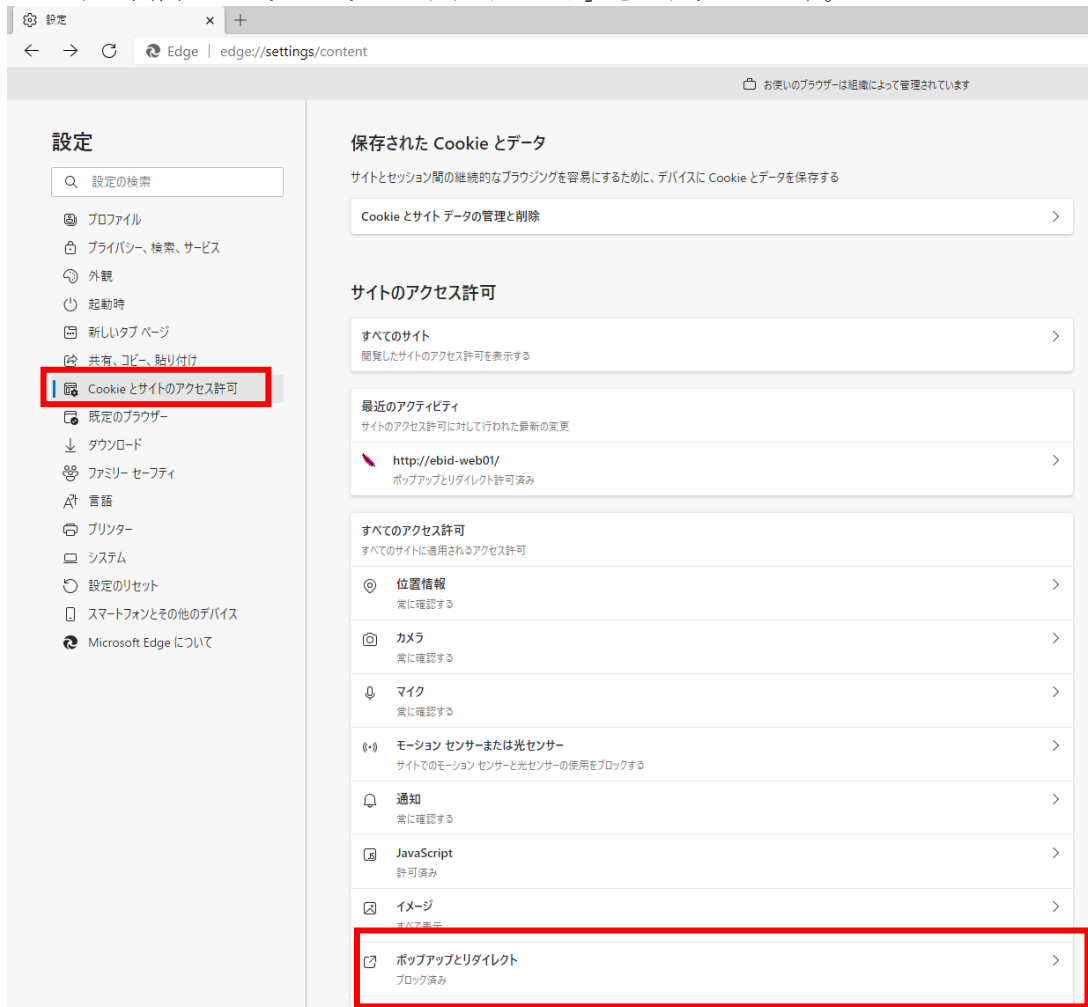 設定
Edge | edge://settings/content
お使いのブラウザーは組織によって管理されています
設定
設定の検索
プロファイル
プライバシー、検索、サービス
外観
起動時
新しいタブ ページ
共有、コピー、貼り付け
Cookie とサイトのアクセス許可
既定のブラウザー
ダウンロード
ファミリー セーフティ
言語
プリンター
システム
設定のリセット
スマートフォンとその他のデバイス
Microsoft Edge について
保存された Cookie とデータ
サイトとセッション間の継続的なブラウジングを容易にするために、デバイスに Cookie とデータを保存する
Cookie とサイト データの管理と削除
サイトのアクセス許可
すべてのサイト
閲覧したサイトのアクセス許可を表示する
最近のアクティビティ
サイトのアクセス許可に対して行われた最新の変更
http://ebid-web01/
ポップアップとリダイレクト許可済み
すべてのアクセス許可
すべてのサイトに適用されるアクセス許可
位置情報
常に確認する
カメラ
常に確認する
マイク
常に確認する
モーション センサーまたは光センサー
サイトでのモーション センサーと光センサーの使用をブロックする
通知
常に確認する
JavaScript
許可済み
イメージ
すべて表示
ポップアップとリダイレクト
ブロック済み